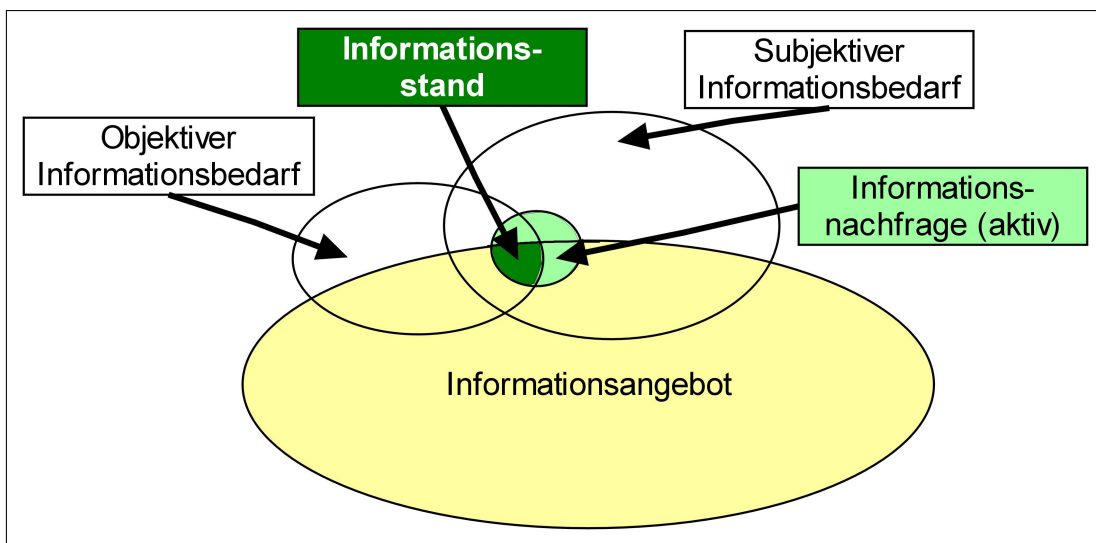 Informations-
stand
Subjektiver
Informationsbedarf
Objektiver
Informationsbedarf
Informations-
nachfrage (aktiv)
Informationsangebot